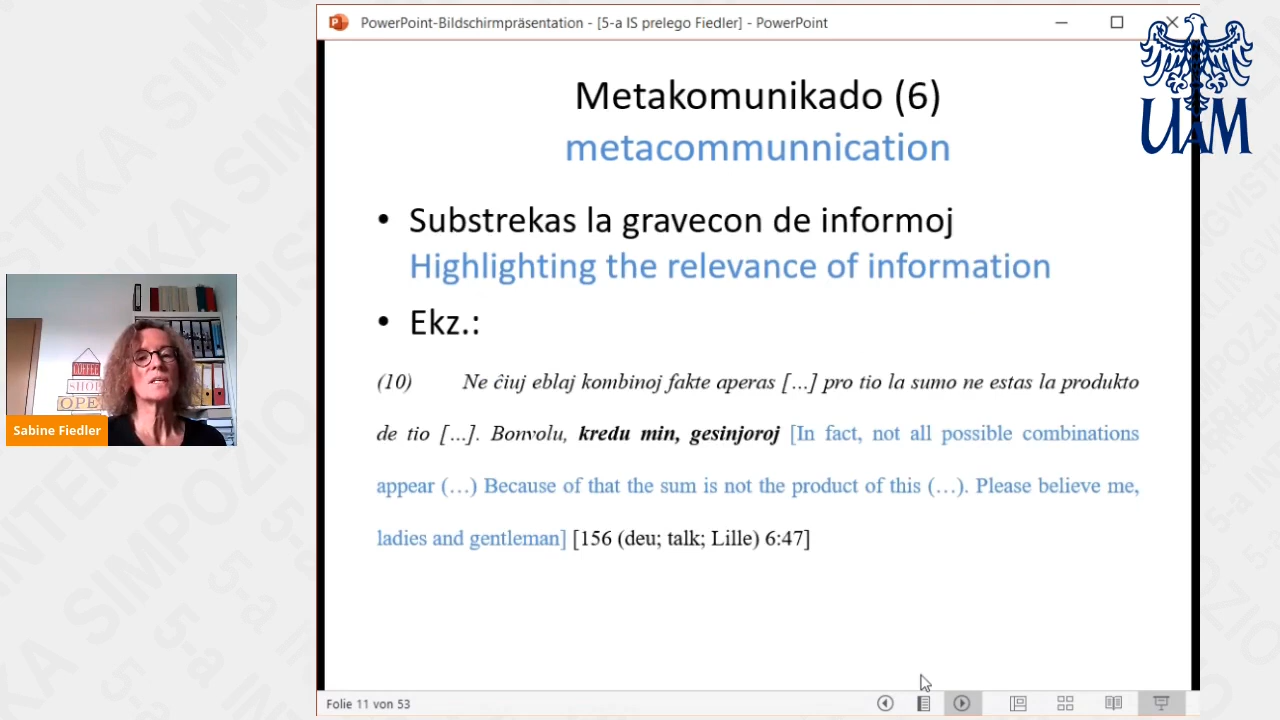 PowerPoint-Bildschirmpräsentation - [5-a IS prelego Fiedler] - PowerPoint
UAM
Metakomunikado (6)
metacommunnication
• Substrekas la gravecon de informoj
Highlighting the relevance of information
• Ekz.:
(10) Ne ĉiuj eblaj kombinoj fakte aperas [...] pro tio la sumo ne estas la produkto
de tio [...]. Bonvolu, kredu min, gesinjoroj [In fact, not all possible combinations
appear (…) Because of that the sum is not the product of this (…). Please believe me,
ladies and gentleman] [156 (deu; talk; Lille) 6:47]
COFFEE
SHOP
OPE
Sabine Fiedler
Folie 11 von 53